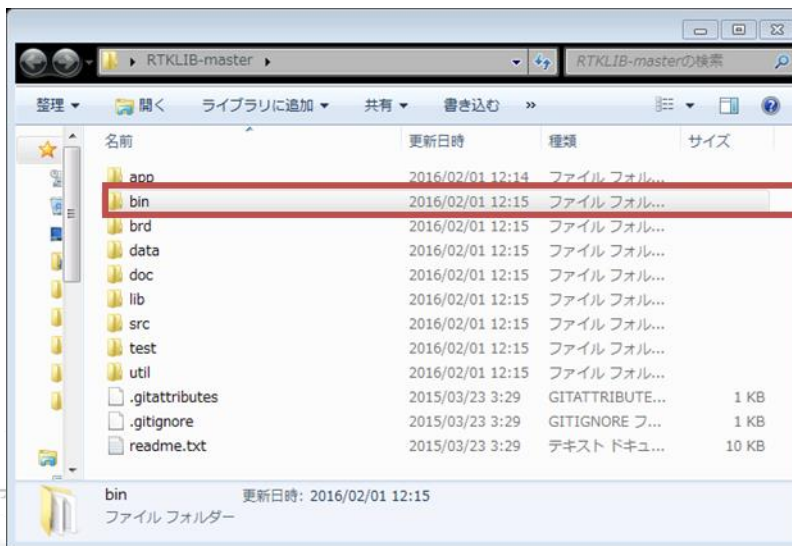 RTKLIB-master
RTKLIB-masterの検索
整理 開く ライブラリに追加 共有 書き込む »
名前 更新日時 種類 サイズ
app 2016/02/01 12:14 ファイル フォル...
bin 2016/02/01 12:15 ファイル フォル...
brd 2016/02/01 12:15 ファイル フォル...
data 2016/02/01 12:15 ファイル フォル...
doc 2016/02/01 12:15 ファイル フォル...
lib 2016/02/01 12:15 ファイル フォル...
src 2016/02/01 12:15 ファイル フォル...
test 2016/02/01 12:15 ファイル フォル...
util 2016/02/01 12:15 ファイル フォル...
.gitattributes 2015/03/23 3:29 GITATTRIBUTE... 1 KB
.gitignore 2015/03/23 3:29 GITIGNORE フ... 1 KB
readme.txt 2015/03/23 3:29 テキスト ドキュ... 10 KB
bin 更新日時: 2016/02/01 12:15
ファイル フォルダー